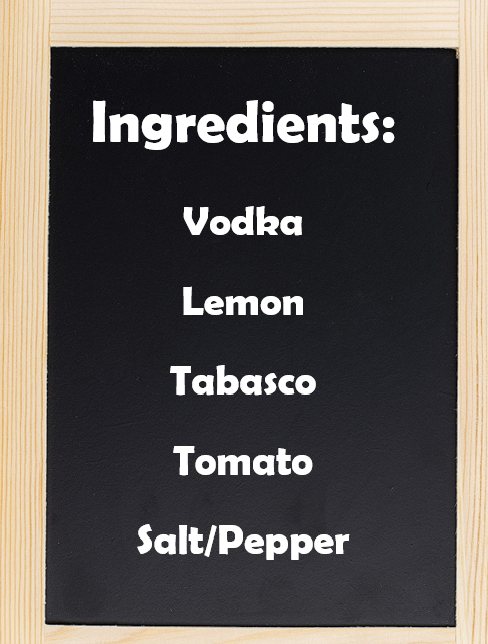 Ingredients:
Vodka
Lemon
Tabasco
Tomato
Salt/Pepper